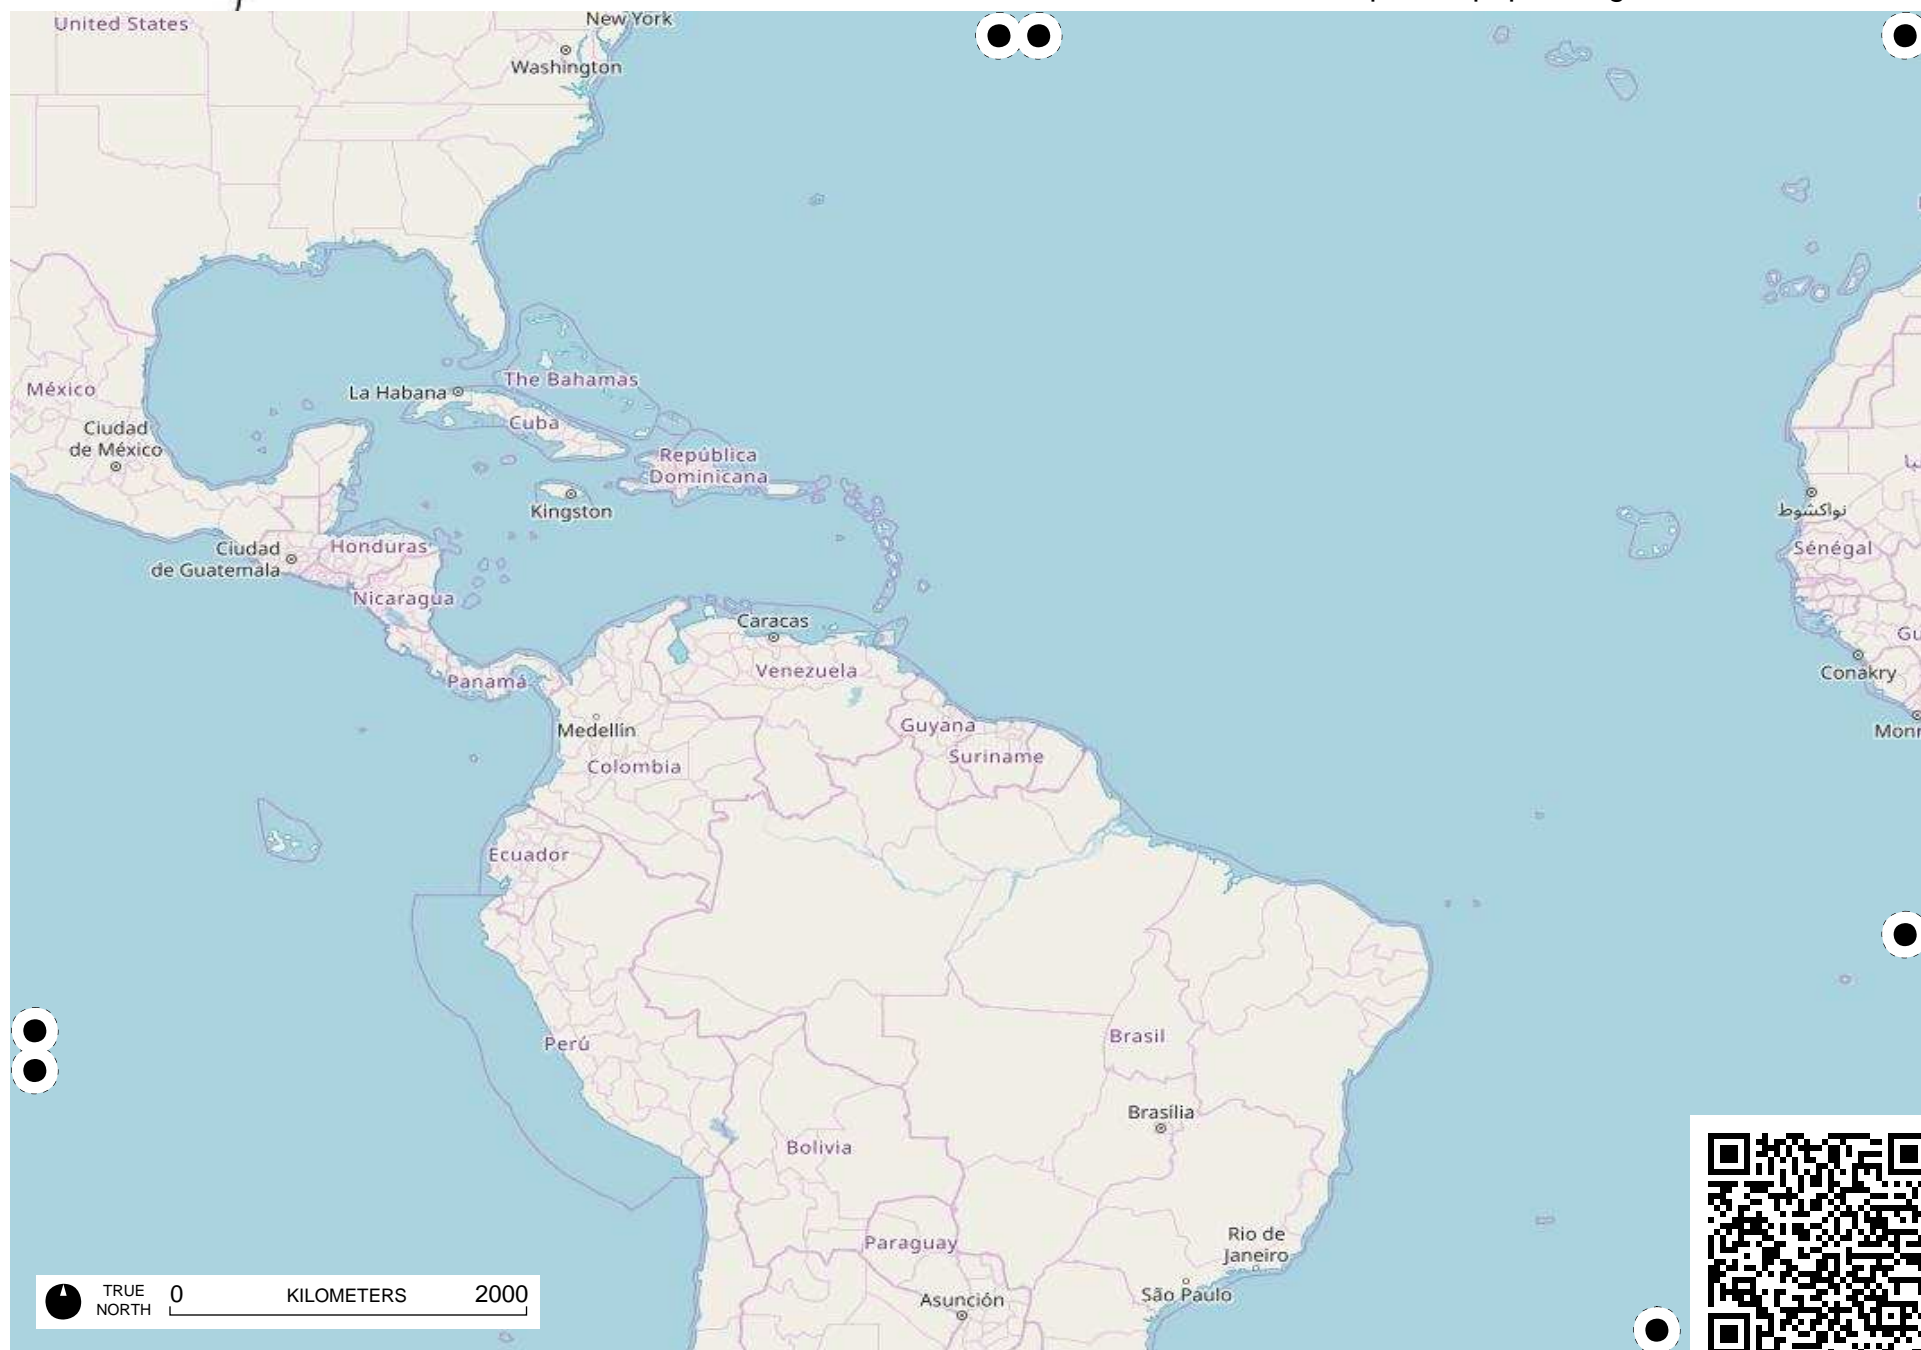 United States
New York
Washington
México
Ciudad
de México
La Habana
The Bahamas
Cuba
República
Dominicana
Kingston
Ciudad
de Guatemala
Honduras
Nicaragua
Panamá
Caracas
Venezuela
Medellín
Colombia
Guyana
Suriname
Ecuador
Perú
Brasil
Brasília
Bolivia
Paraguay
Asunción
Rio de
Janeiro
São Paulo
نواكشوط
Sénégal
Conakry
TRUE
NORTH
0 KILOMETERS 2000